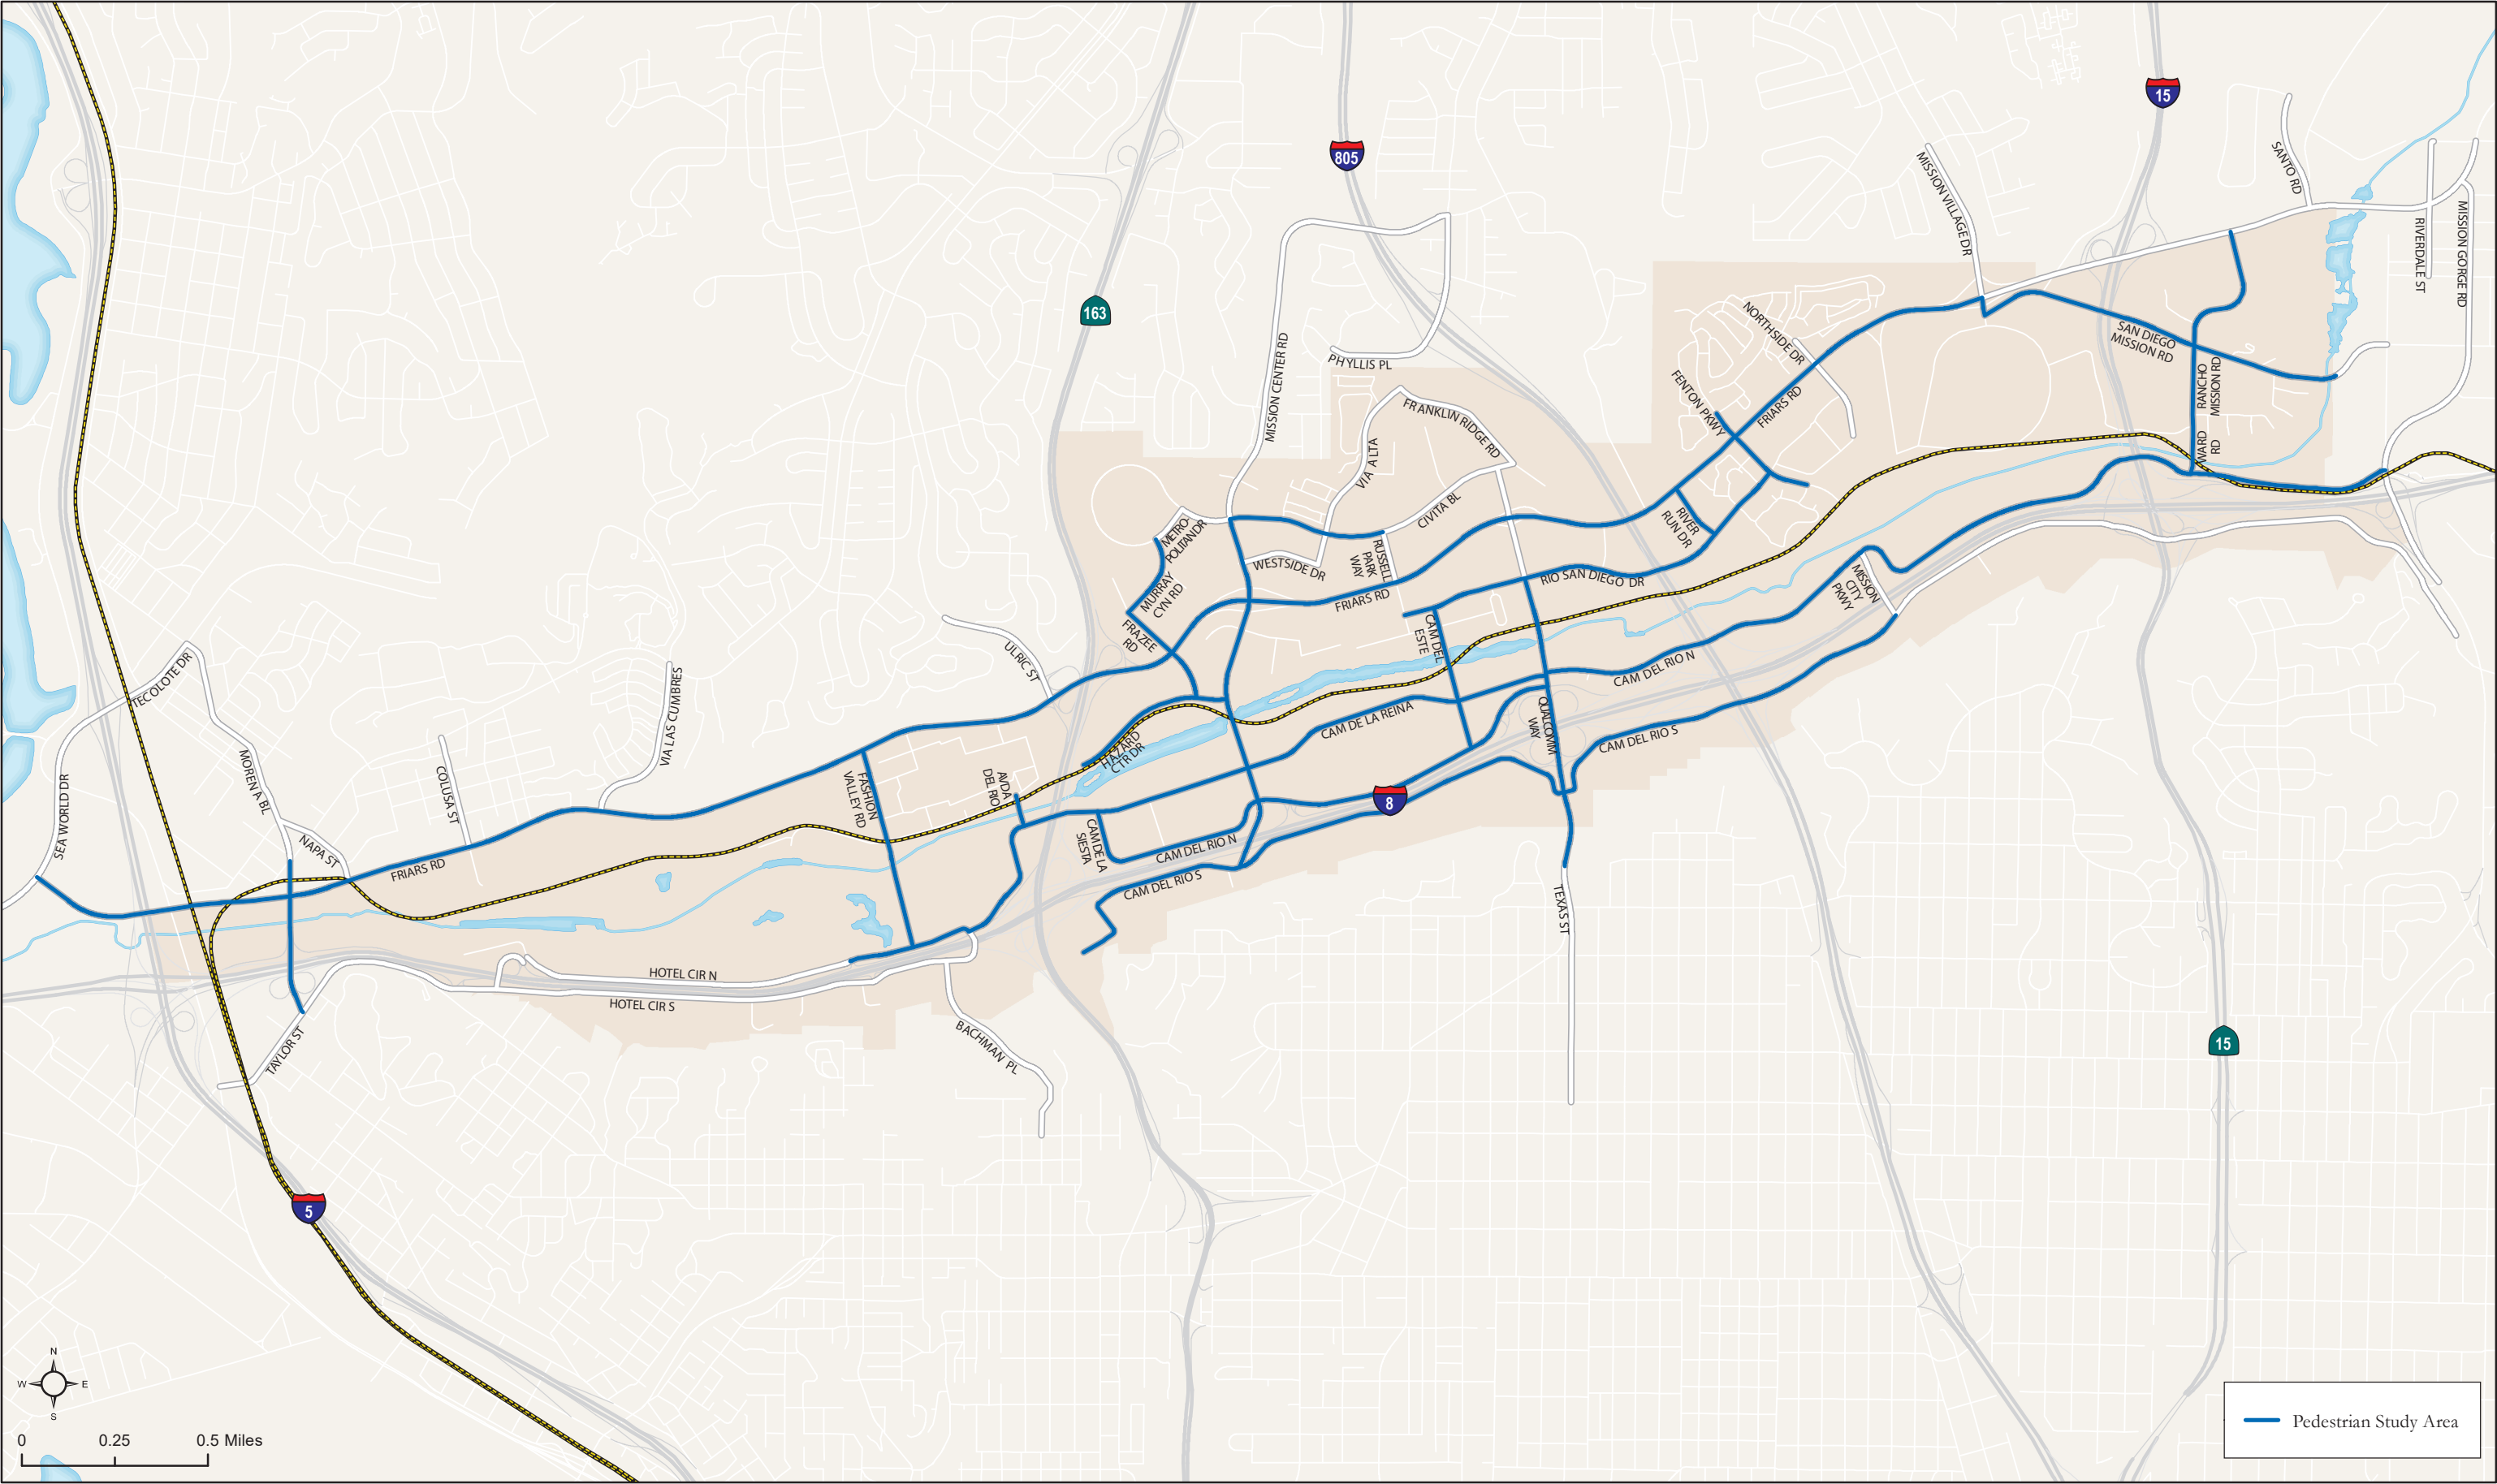 15
805
SANTO RD
MISSION VILLAGE DR
RIVERDALE ST
MISSION GORGE RD
163
NORTHSIDE DR
SAN DIEGO
MISSION RD
MISSION CENTER RD
PHYLLIS PL
FENTON PKWY
FRIARS RD
RANCHO
MISSION RD
FRANKLIN RIDGE RD
VIA ALTA
WARD
RD
CIVITA BL
METRO-
POLITAN DR
RIVER
RUN DR
RUSSELL
PARK
WAY
WESTSIDE DR
MURRAY
CYN RD
RIO SAN DIEGO DR
FRIARS RD
MISSION
CITY
PKWY
FRAZEE
RD
CAM DEL
ESTE
ULRIC ST
TECOLOTE DR
CAM DEL RIO N
VIA LAS CUMBRES
CAM DE LA REINA
QUALCOMM
WAY
CAM DEL RIO S
HAZARD
CTR DR
MORENA BL
COLUSA ST
FASHION
VALLEY RD
AVIDA
DEL RIO
SEA WORLD DR
8
NAPA ST
CAM DE LA
SIESTA
CAM DEL RIO N
FRIARS RD
CAM DEL RIO S
TEXAS ST
HOTEL CIR N
HOTEL CIR S
TAYLOR ST
BACHMAN PL
15
5
N
W
E
S
0
0.25
0.5 Miles
Pedestrian Study Area